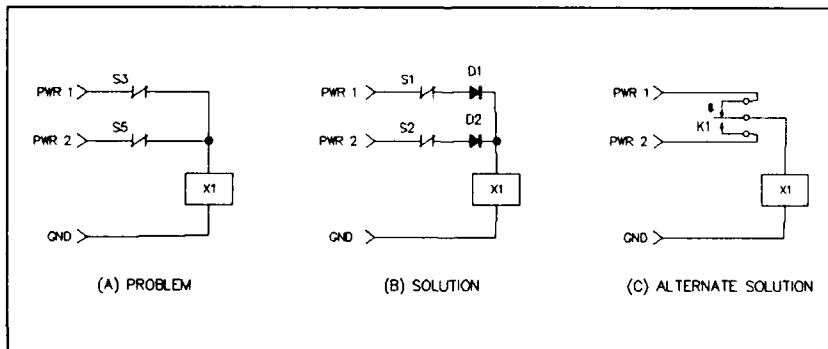 PWR 1
S3
PWR 2
S5
X1
GND
(A) PROBLEM
PWR 1
S1
D1
PWR 2
S2
D2
X1
GND
(B) SOLUTION
PWR 1
K1
PWR 2
X1
GND
(C) ALTERNATE SOLUTION